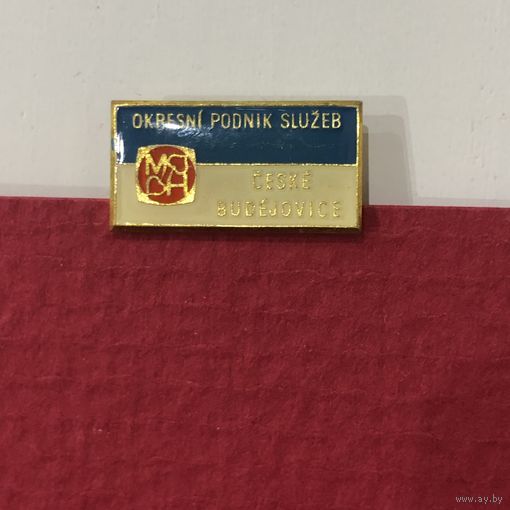 OKRESNÍ PODNIK SLUŽEB
ČESKÉ
BUDĚJOVICE
www.ay.by